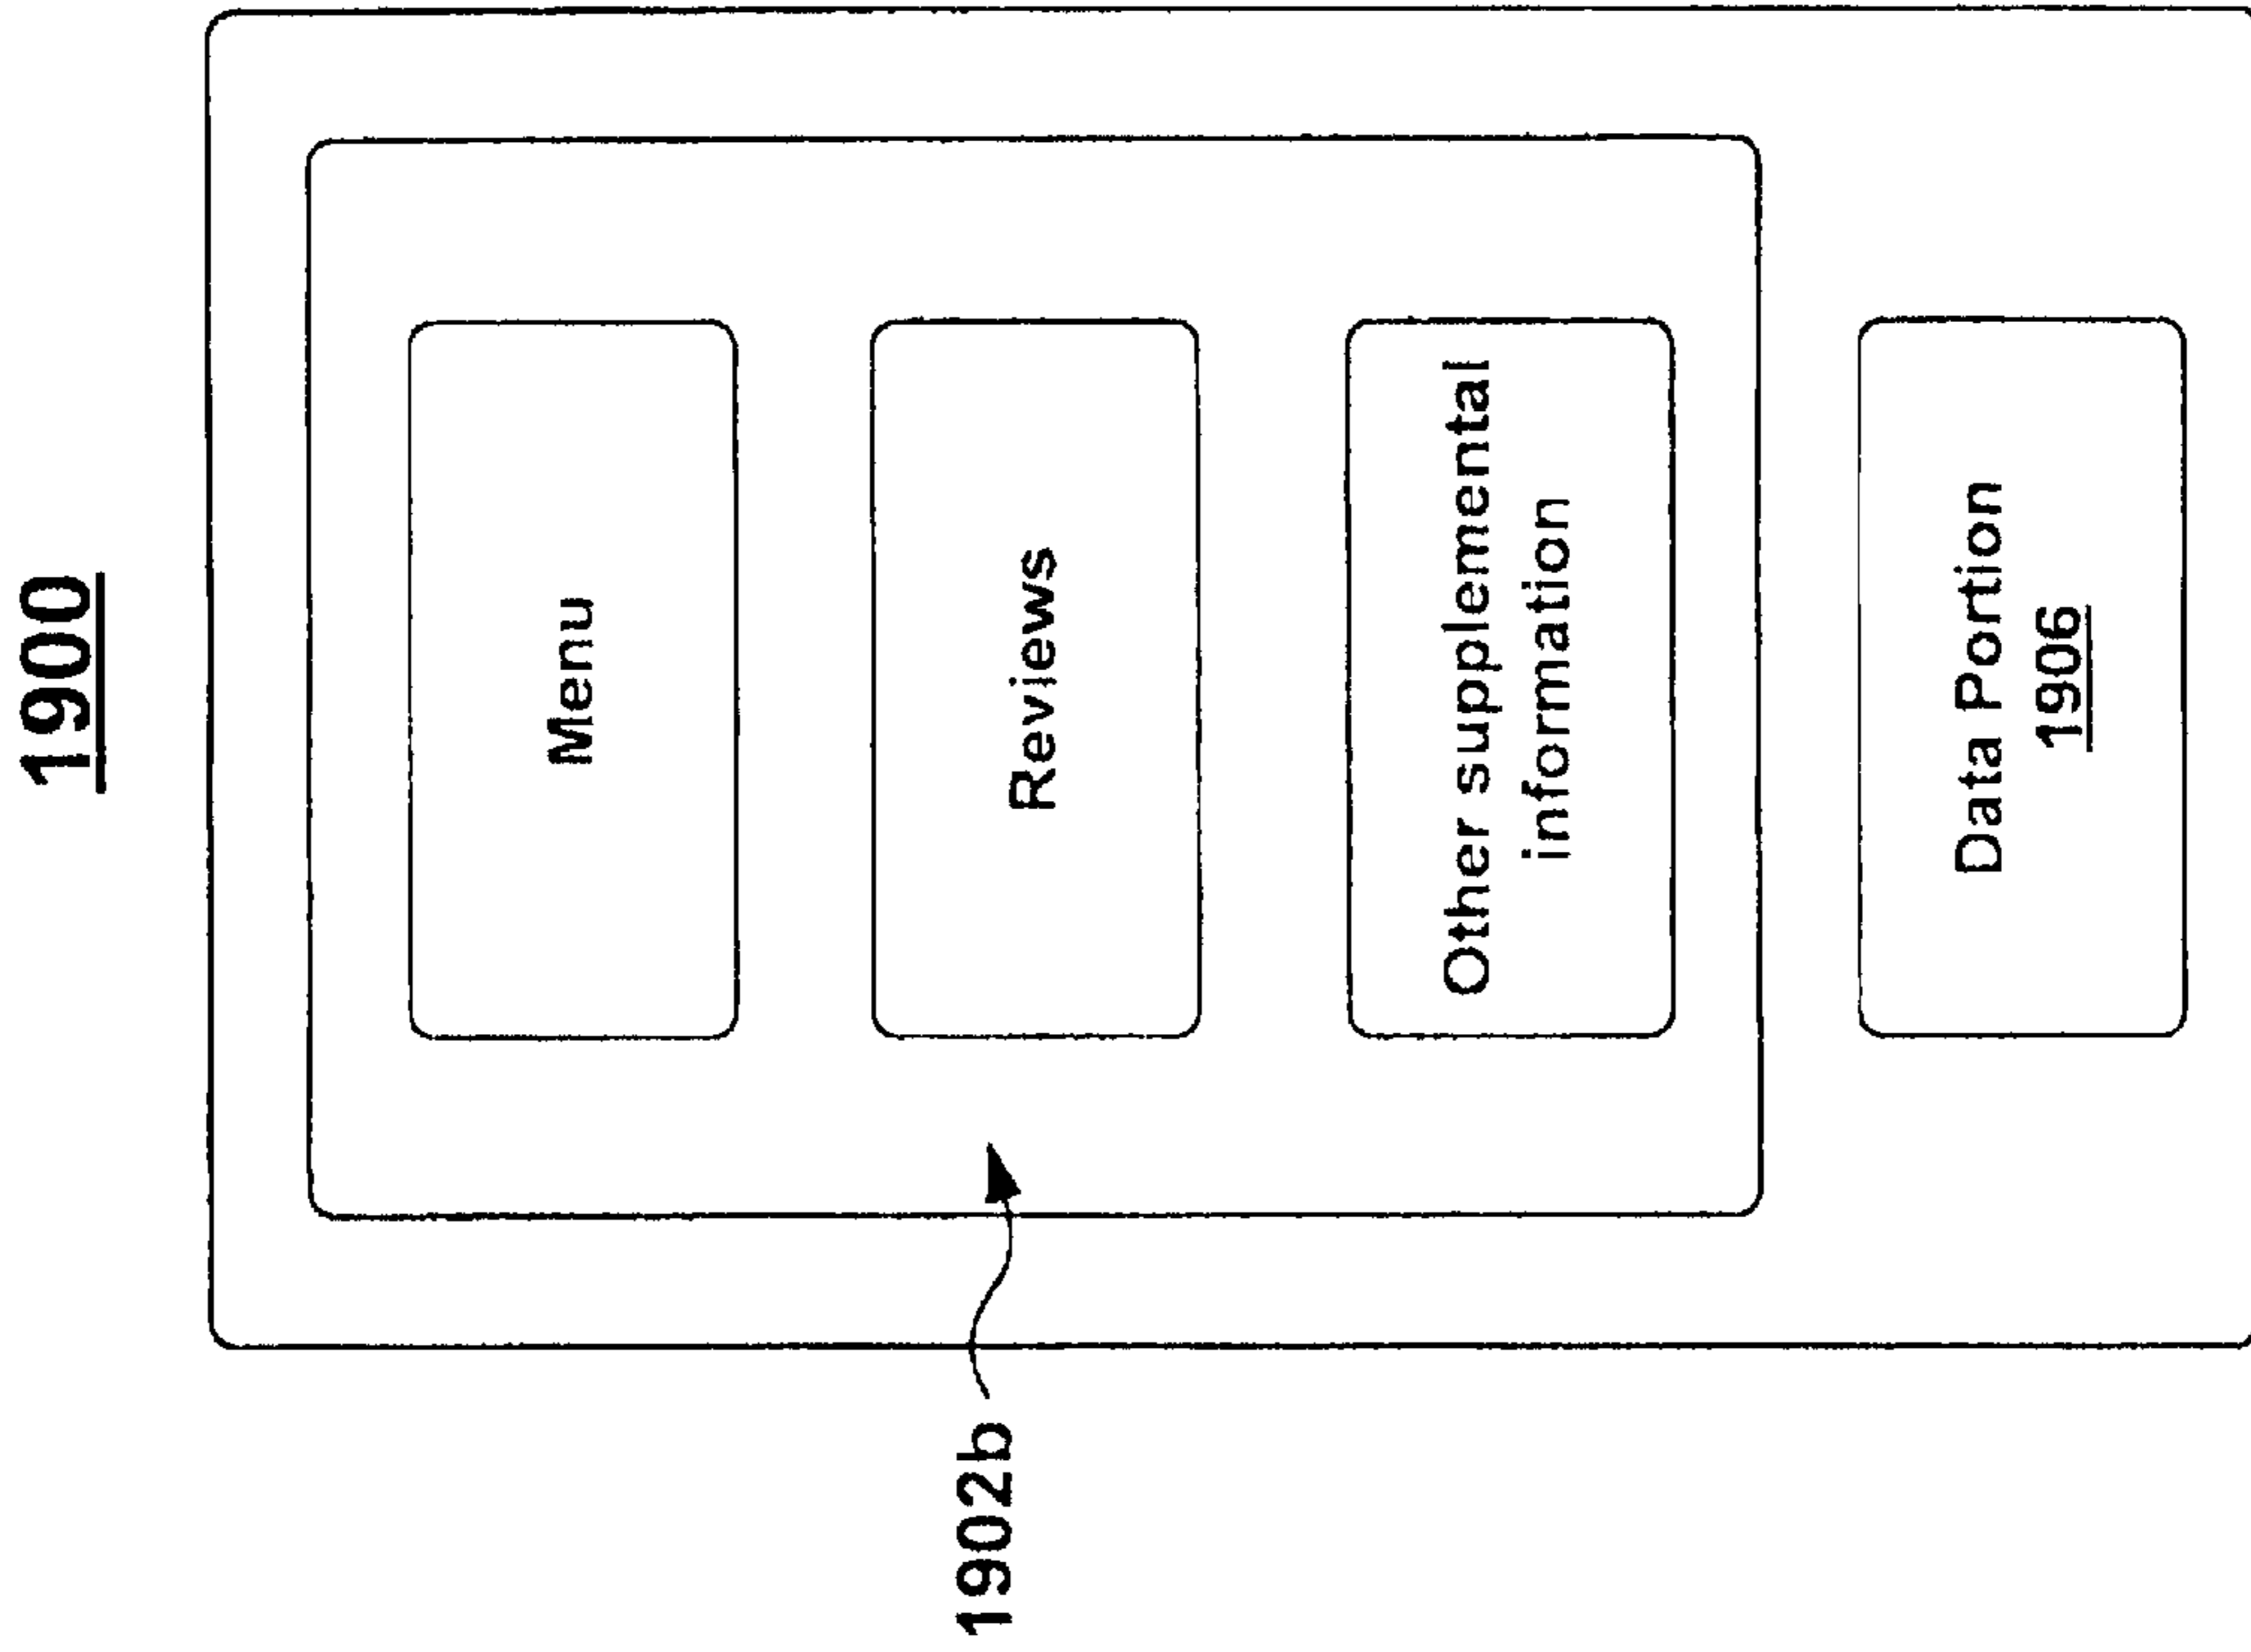 1900
Menu
Reviews
Other supplemental
information
Data Portion
1906
1902b